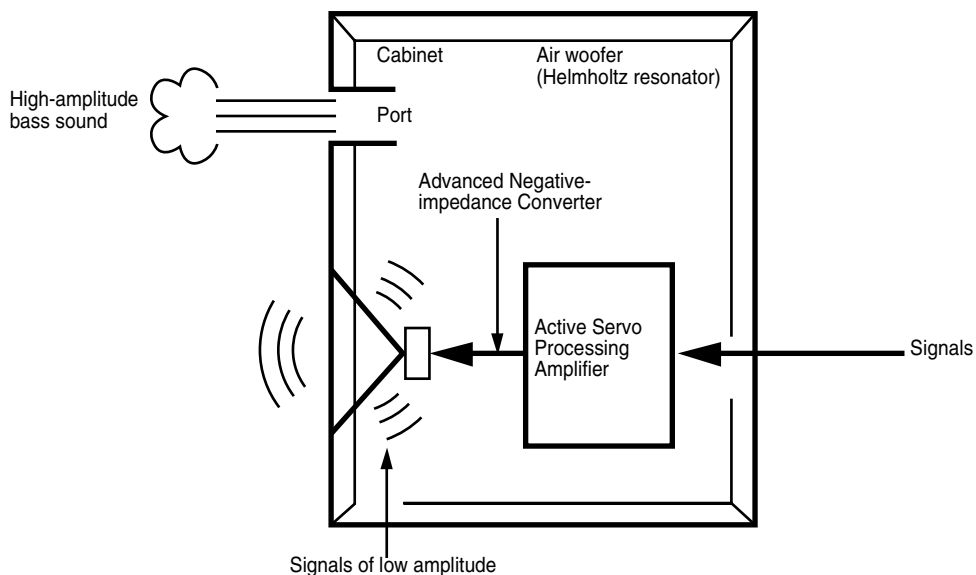 Cabinet
Air woofer
(Helmholtz resonator)
High-amplitude
bass sound
Port
Advanced Negative-
impedance Converter
Active Servo
Processing
Amplifier
Signals
Signals of low amplitude